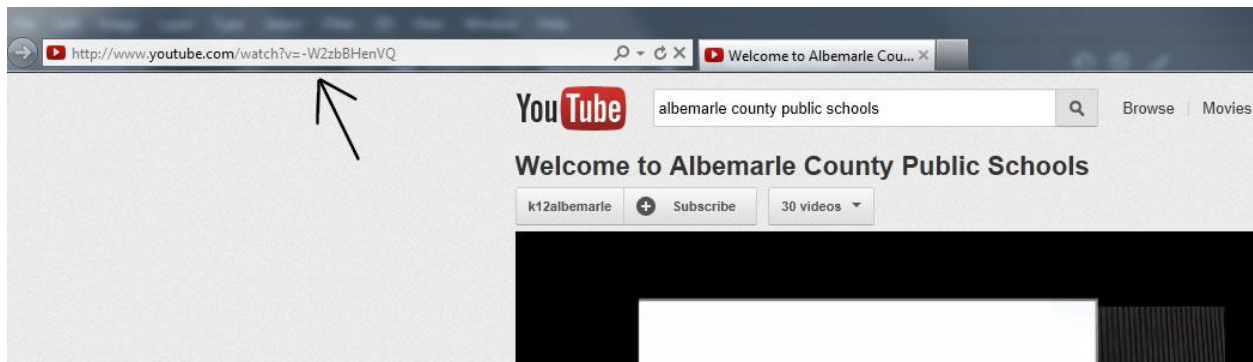 http://www.youtube.com/watch?v=-W2zbBHenVQ
Welcome to Albemarle Cou...
YouTube
albemarle county public schools
Browse
Movies
Welcome to Albemarle County Public Schools
k12albemarle
Subscribe
30 videos